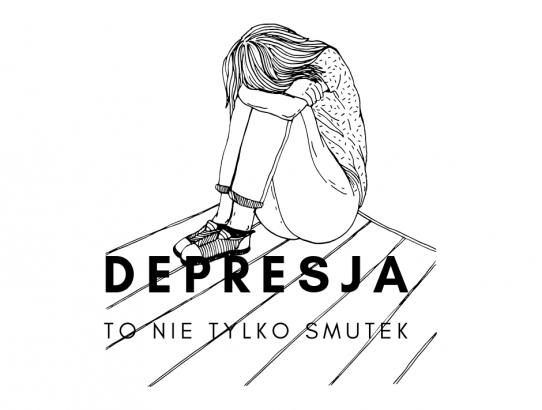 DEPRESJA
TO NIE TYLKO SMUTEK